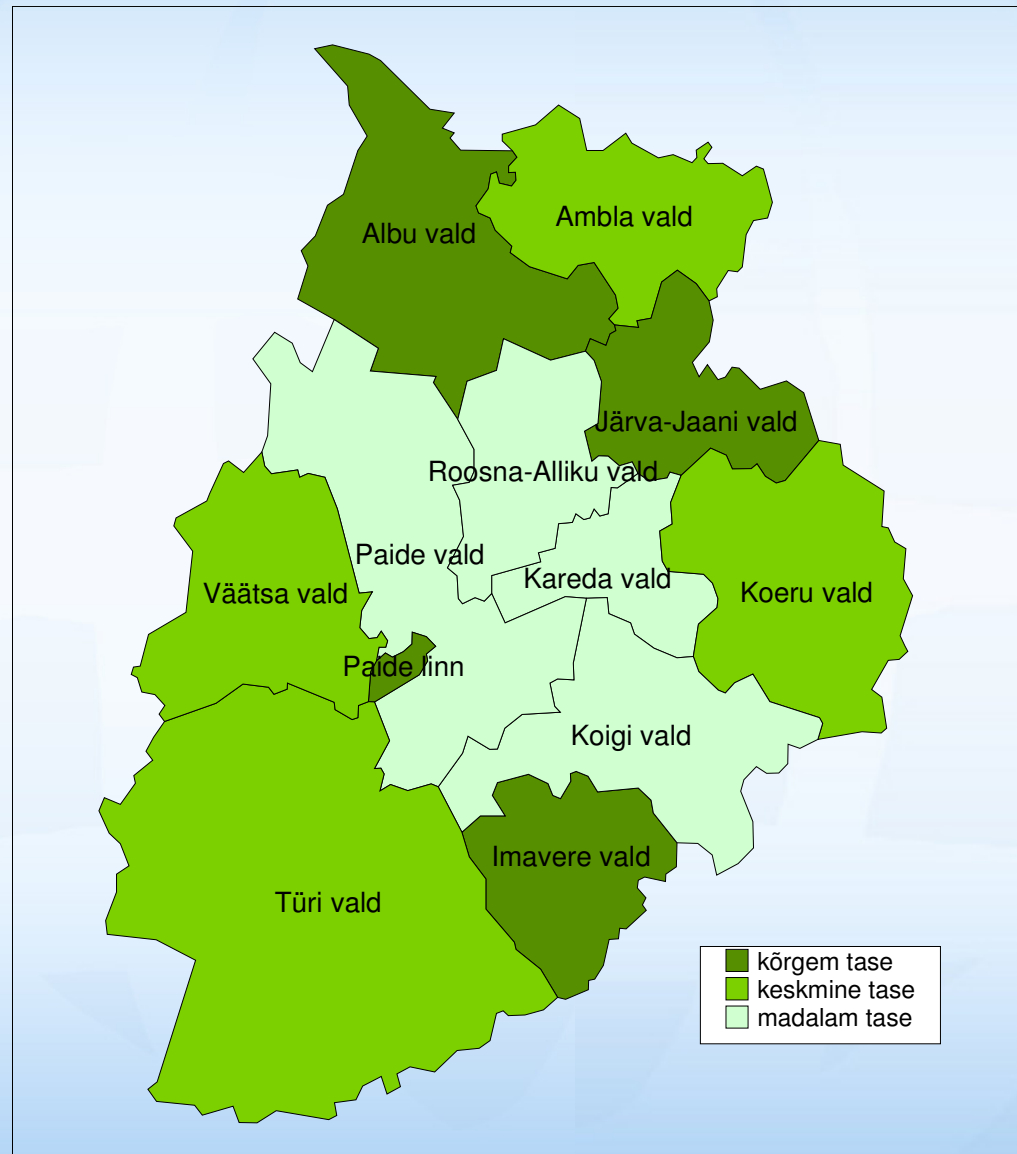 Ambla vald
Albu vald
Järva-Jaani vald
Roosna-Alliku vald
Paide vald
Kareda vald
Väätsa vald
Koeru vald
Paide linn
Koigi vald
Imavere vald
Türi vald
kõrgem tase
keskmine tase
madalam tase